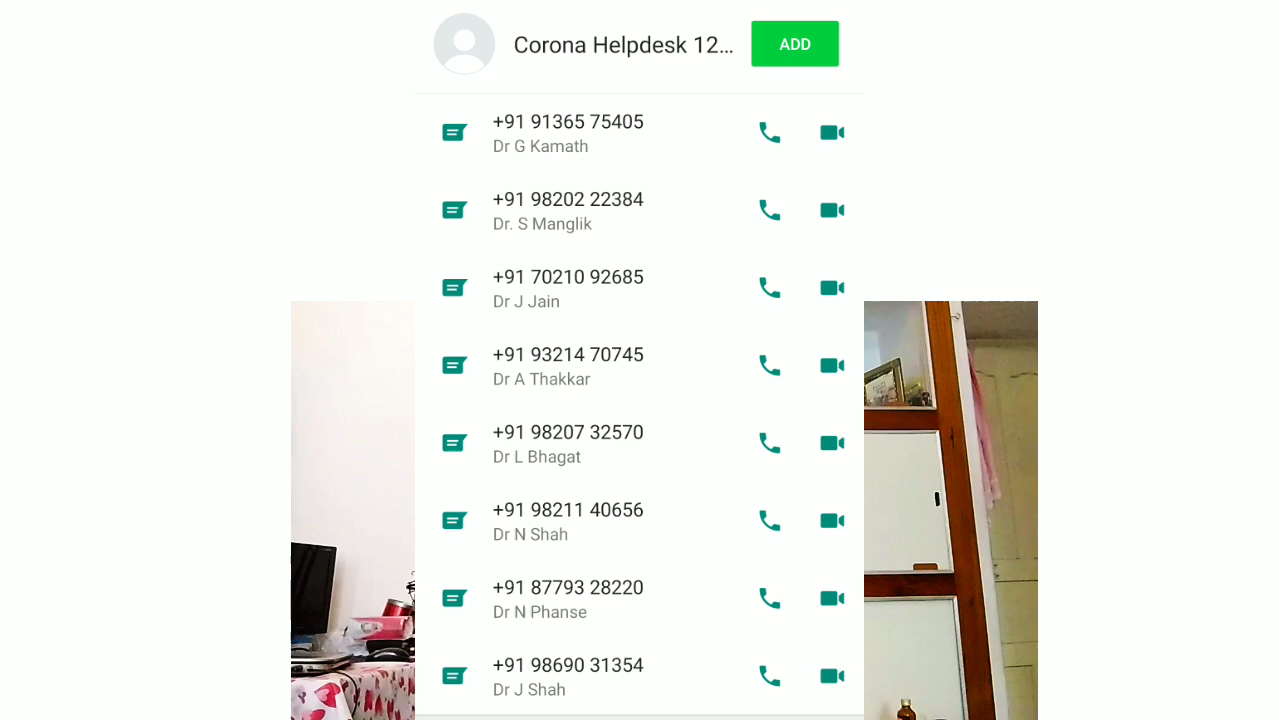 Corona Helpdesk 12...
ADD
+91 91365 75405
Dr G Kamath
+91 98202 22384
Dr. S Manglik
+91 70210 92685
Dr J Jain
+91 93214 70745
Dr A Thakkar
+91 98207 32570
Dr L Bhagat
+91 98211 40656
Dr N Shah
+91 87793 28220
Dr N Phanse
+91 98690 31354
Dr J Shah